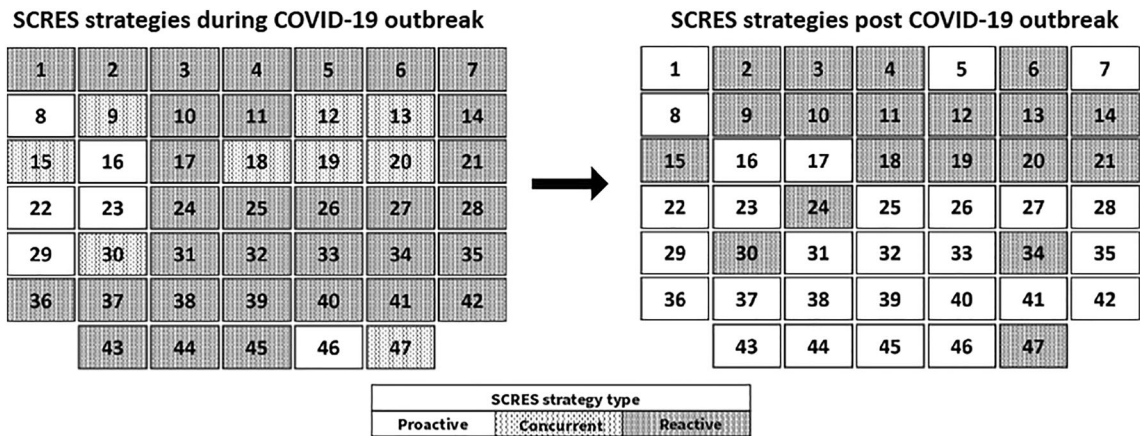 SCRES strategies during COVID-19 outbreak
1 2 3 4 5 6 7
8 9 10 11 12 13 14
15 16 17 18 19 20 21
22 23 24 25 26 27 28
29 30 31 32 33 34 35
36 37 38 39 40 41 42
43 44 45 46 47
SCRES strategies post COVID-19 outbreak
1 2 3 4 5 6 7
8 9 10 11 12 13 14
15 16 17 18 19 20 21
22 23 24 25 26 27 28
29 30 31 32 33 34 35
36 37 38 39 40 41 42
43 44 45 46 47
SCRES strategy type
Proactive Concurrent Reactive